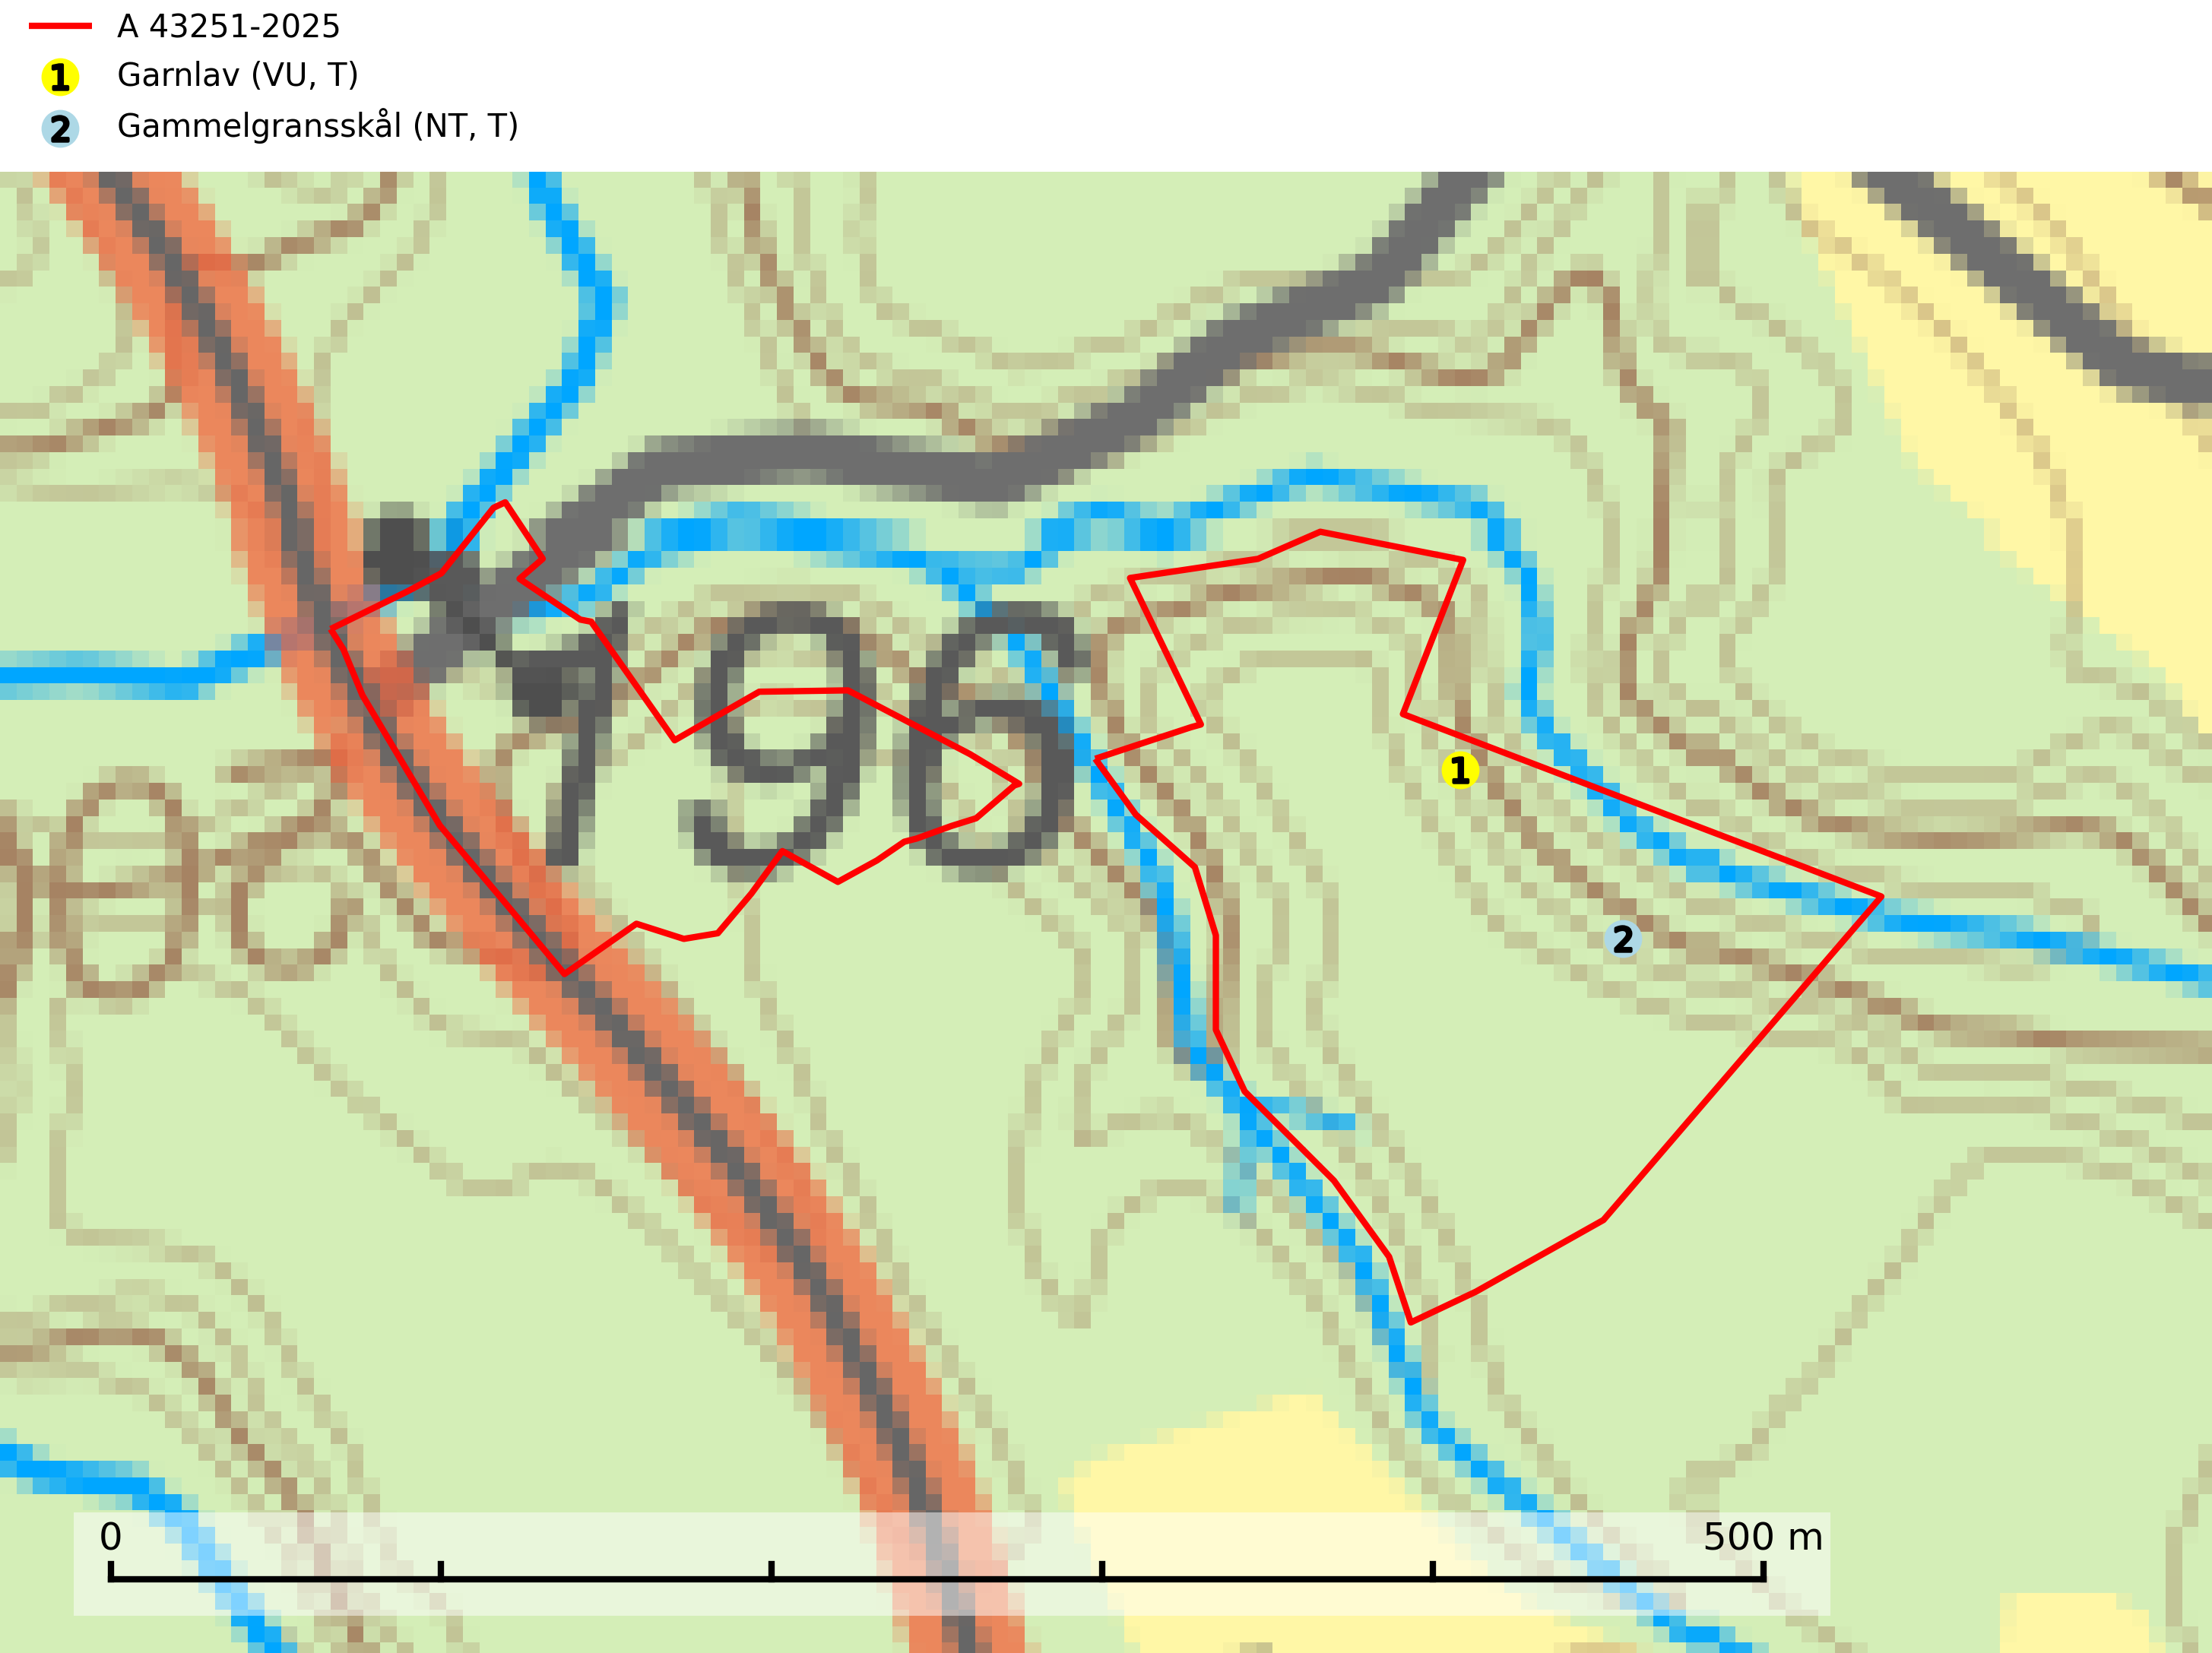 A 43251-2025
1 Garnlav (VU, T)
2 Gammelgransskål (NT, T)
796
1
2
0 500 m